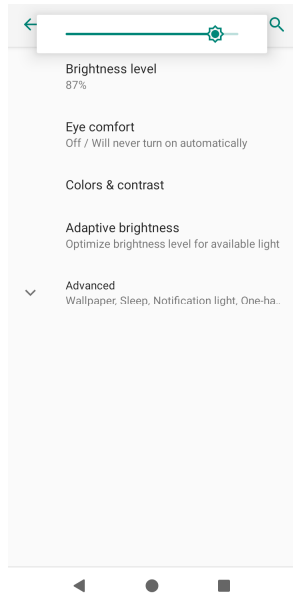 Brightness level
87%
Eye comfort
Off / Will never turn on automatically
Colors & contrast
Adaptive brightness
Optimize brightness level for available light
Advanced
Wallpaper, Sleep, Notification light, One-ha..